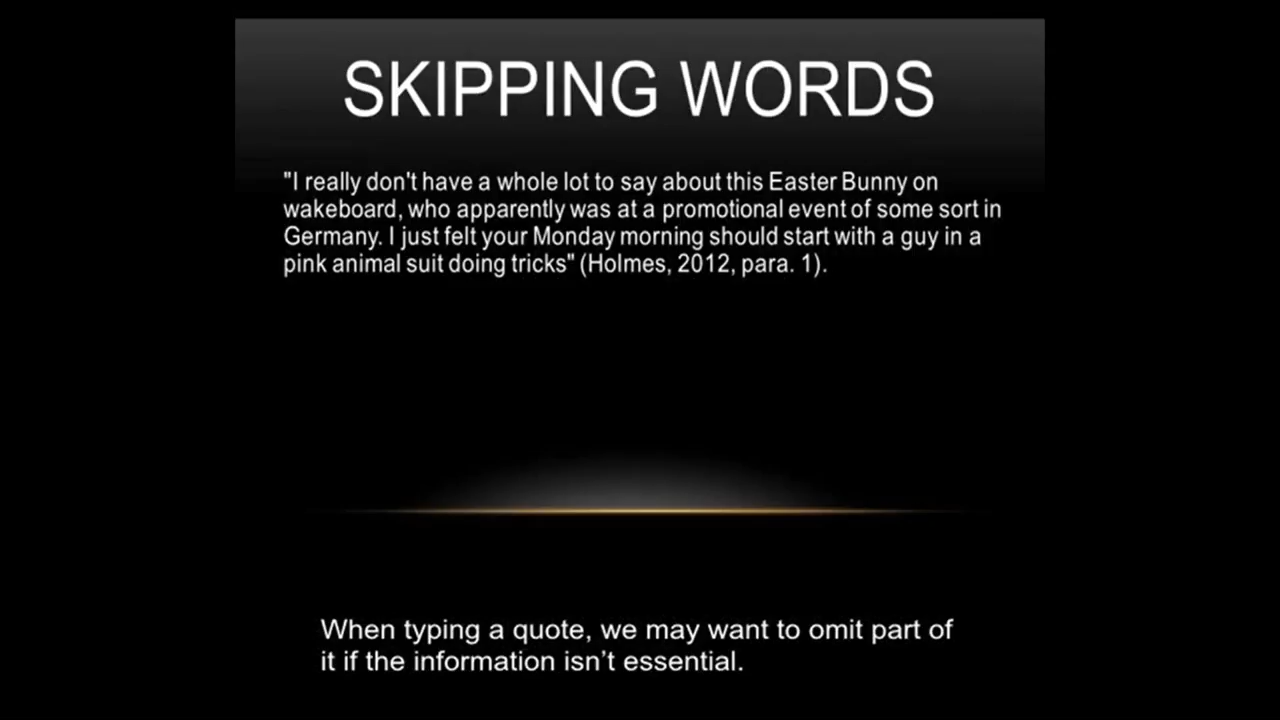 SKIPPING WORDS
"I really don't have a whole lot to say about this Easter Bunny on
wakeboard, who apparently was at a promotional event of some sort in
Germany. I just felt your Monday morning should start with a guy in a
pink animal suit doing tricks" (Holmes, 2012, para. 1).
When typing a quote, we may want to omit part of
it if the information isn’t essential.